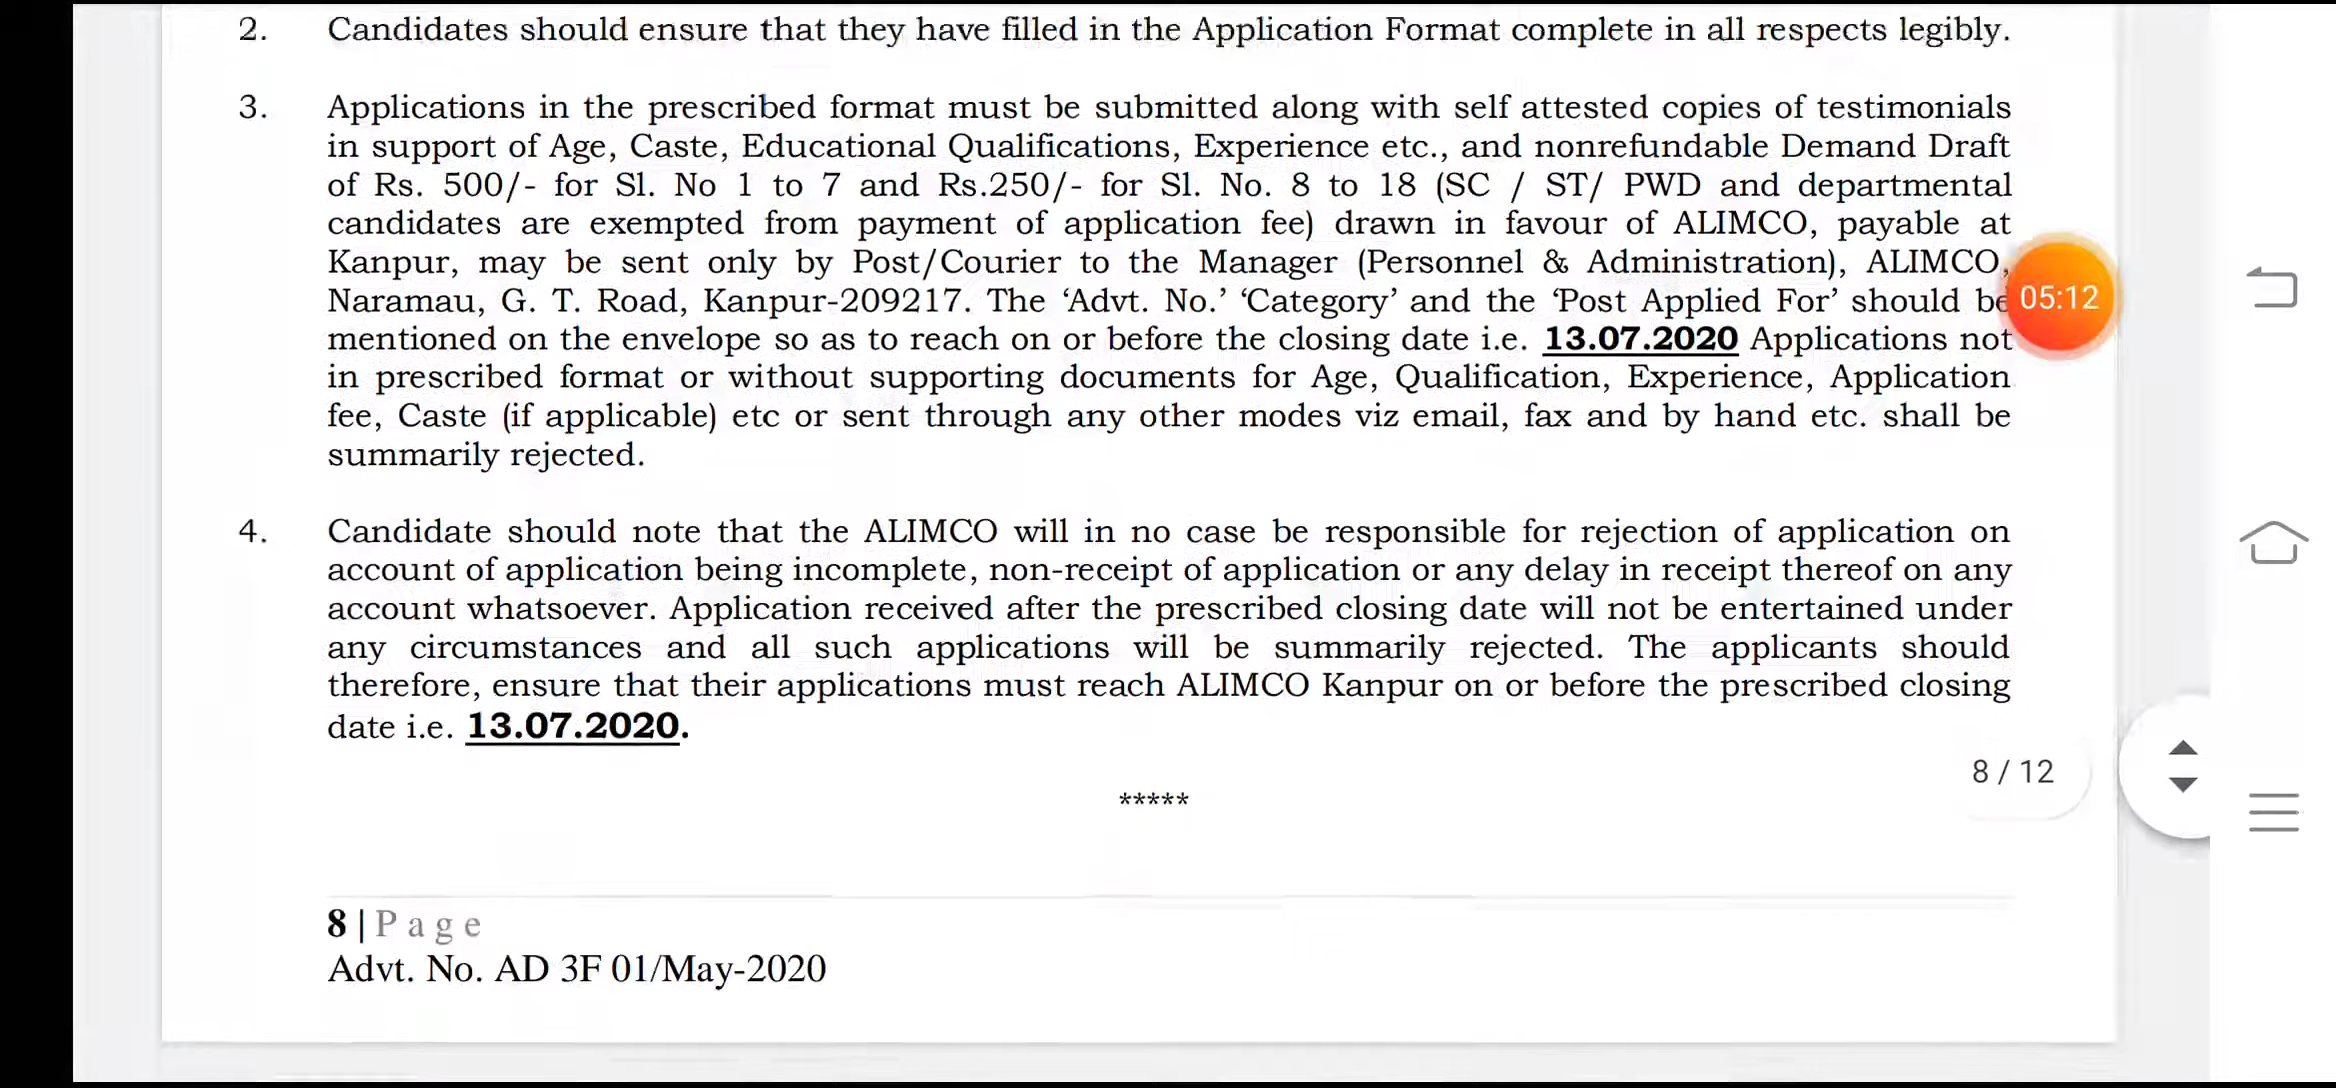 2. Candidates should ensure that they have filled in the Application Format complete in all respects legibly.
3. Applications in the prescribed format must be submitted along with self attested copies of testimonials
in support of Age, Caste, Educational Qualifications, Experience etc., and nonrefundable Demand Draft
of Rs. 500/- for Sl. No 1 to 7 and Rs.250/- for Sl. No. 8 to 18 (SC / ST/ PWD and departmental
candidates are exempted from payment of application fee) drawn in favour of ALIMCO, payable at
Kanpur, may be sent only by Post/Courier to the Manager (Personnel & Administration), ALIMCO,
Naramau, G. T. Road, Kanpur-209217. The ‘Advt. No.’ ‘Category’ and the ‘Post Applied For’ should be
05:12
mentioned on the envelope so as to reach on or before the closing date i.e. 13.07.2020 Applications not
in prescribed format or without supporting documents for Age, Qualification, Experience, Application
fee, Caste (if applicable) etc or sent through any other modes viz email, fax and by hand etc. shall be
summarily rejected.
4. Candidate should note that the ALIMCO will in no case be responsible for rejection of application on
account of application being incomplete, non-receipt of application or any delay in receipt thereof on any
account whatsoever. Application received after the prescribed closing date will not be entertained under
any circumstances and all such applications will be summarily rejected. The applicants should
therefore, ensure that their applications must reach ALIMCO Kanpur on or before the prescribed closing
date i.e. 13.07.2020.
8 / 12
*****
8 | P a g e
Advt. No. AD 3F 01/May-2020